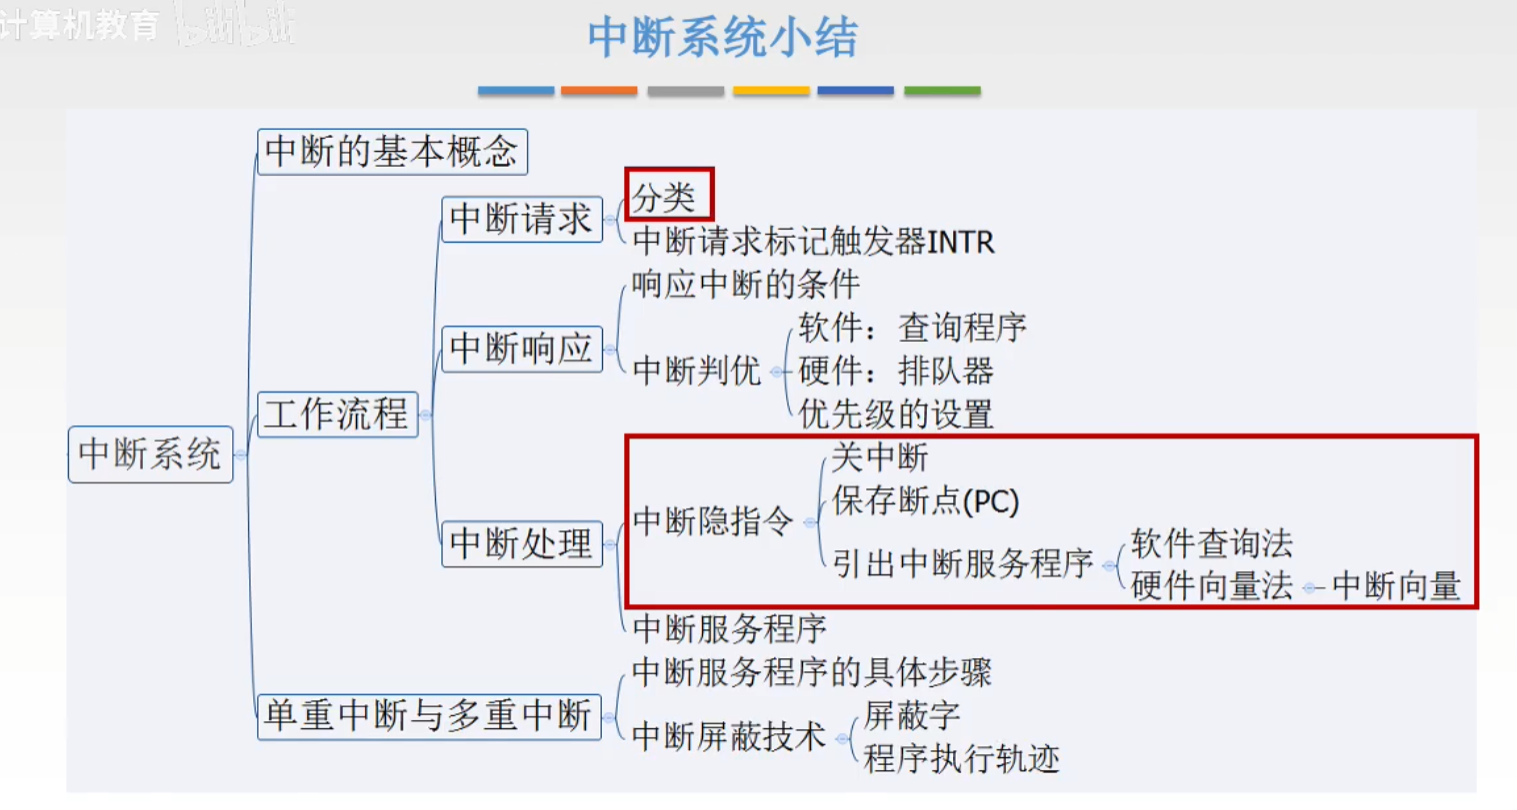 计算机教育 bilibili
中断系统小结
中断的基本概念
分类
中断请求
中断请求标记触发器INTR
响应中断的条件
软件：查询程序
中断响应
中断判优
硬件：排队器
优先级的设置
工作流程
中断系统
关中断
保存断点(PC)
中断隐指令
中断处理
引出中断服务程序
软件查询法
硬件向量法
中断向量
中断服务程序
中断服务程序的具体步骤
单重中断与多重中断
屏蔽字
中断屏蔽技术
程序执行轨迹